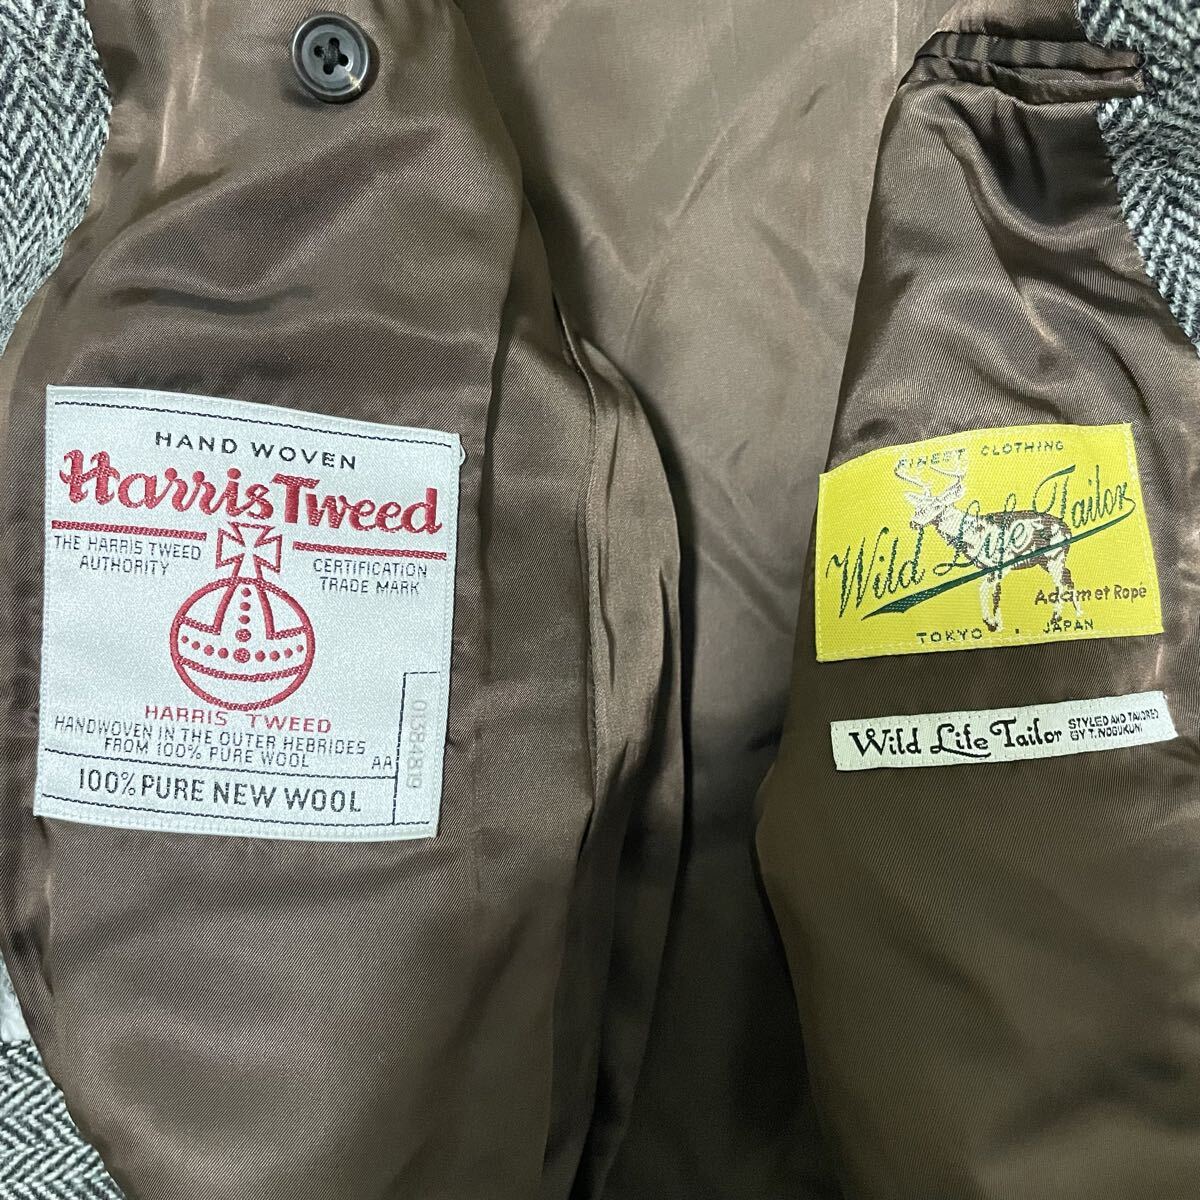 HAND WOVEN
Harris Tweed
THE HARRIS TWEED
AUTHORITY
CERTIFICATION
TRADE MARK
HARRIS TWEED
HANDWOVEN IN THE OUTER HEBRIDES
FROM 100% PURE WOOL
AA
01364819
100% PURE NEW WOOL
FINEST CLOTHING
Wild Life Tailor
Adam et Ropé
TOKYO . JAPAN
Wild Life Tailor
STYLED AND TAILORED
BY T.NOGUKUNI